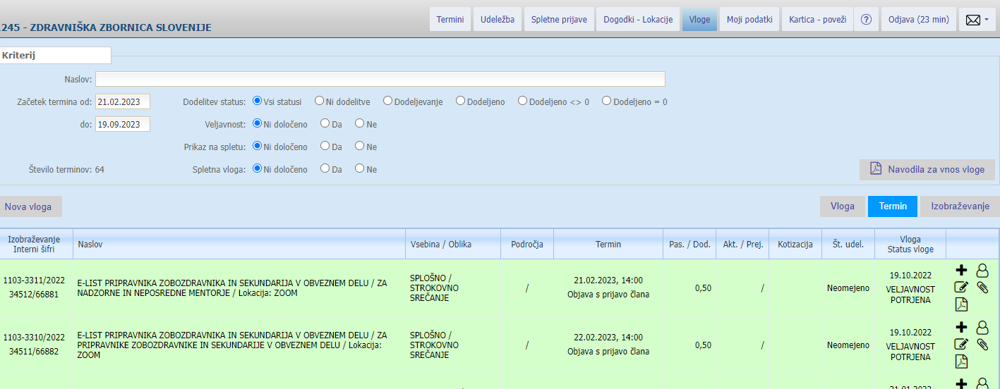 1245 - ZDRAVNIŠKA ZBORNICA SLOVENIJE
Termini Udeležba Spletne prijave Dogodki - Lokacije Vloge Moji podatki Kartica - poveži ? Odjava (23 min)
Kriterij
Naslov:
Začetek termina od: 21.02.2023 Dodelitev status: Vsi statusi Ni dodelitve Dodeljevanje Dodeljeno Dodeljeno <> 0 Dodeljeno = 0
do: 19.09.2023 Veljavnost: Ni določeno Da Ne
Prikaz na spletu: Ni določeno Da Ne
Število terminov: 64 Spletna vloga: Ni določeno Da Ne
Navodila za vnos vloge
Nova vloga Vloga Termin Izobraževanje
Izobraževanje
Interni šifri
Naslov
Vsebina / Oblika
Področja
Termin
Pas. / Dod.
Akt. / Prej.
Kotizacija
Št. udel.
Vloga
Status vloge
1103-3311/2022
34512/66881
E-LIST PRIPRAVNIKA ZOBOZDRAVNIKA IN SEKUNDARIJA V OBVEZNEM DELU / ZA
NADZORNE IN NEPOSREDNE MENTORJE / Lokacija: ZOOM
SPLOŠNO /
STROKOVNO
SREČANJE
/
21.02.2023, 14:00
Objava s prijavo člana
0,50
/
Neomejeno
19.10.2022
VELJAVNOST
POTRJENA
1103-3310/2022
34511/66882
E-LIST PRIPRAVNIKA ZOBOZDRAVNIKA IN SEKUNDARIJA V OBVEZNEM DELU / ZA
PRIPRAVNIKE ZOBOZDRAVNIKE IN SEKUNDARIJE V OBVEZNEM DELU / Lokacija:
ZOOM
SPLOŠNO /
STROKOVNO
SREČANJE
/
22.02.2023, 14:00
Objava s prijavo člana
0,50
/
Neomejeno
19.10.2022
VELJAVNOST
POTRJENA